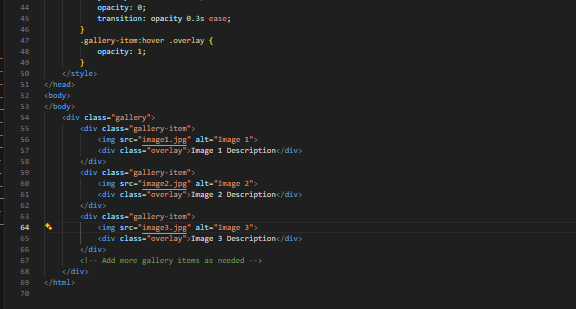 44 opacity: 0;
45 transition: opacity 0.3s ease;
46 }
47 .gallery-item:hover .overlay {
48 opacity: 1;
49 }
50 </style>
51 </head>
52 <body>
53 </body>
54 <div class="gallery">
55 <div class="gallery-item">
56 <img src="image1.jpg" alt="Image 1">
57 <div class="overlay">Image 1 Description</div>
58 </div>
59 <div class="gallery-item">
60 <img src="image2.jpg" alt="Image 2">
61 <div class="overlay">Image 2 Description</div>
62 </div>
63 <div class="gallery-item">
64 <img src="image3.jpg" alt="Image 3">
65 <div class="overlay">Image 3 Description</div>
66 </div>
67 <!-- Add more gallery items as needed -->
68 </div>
69 </html>
70